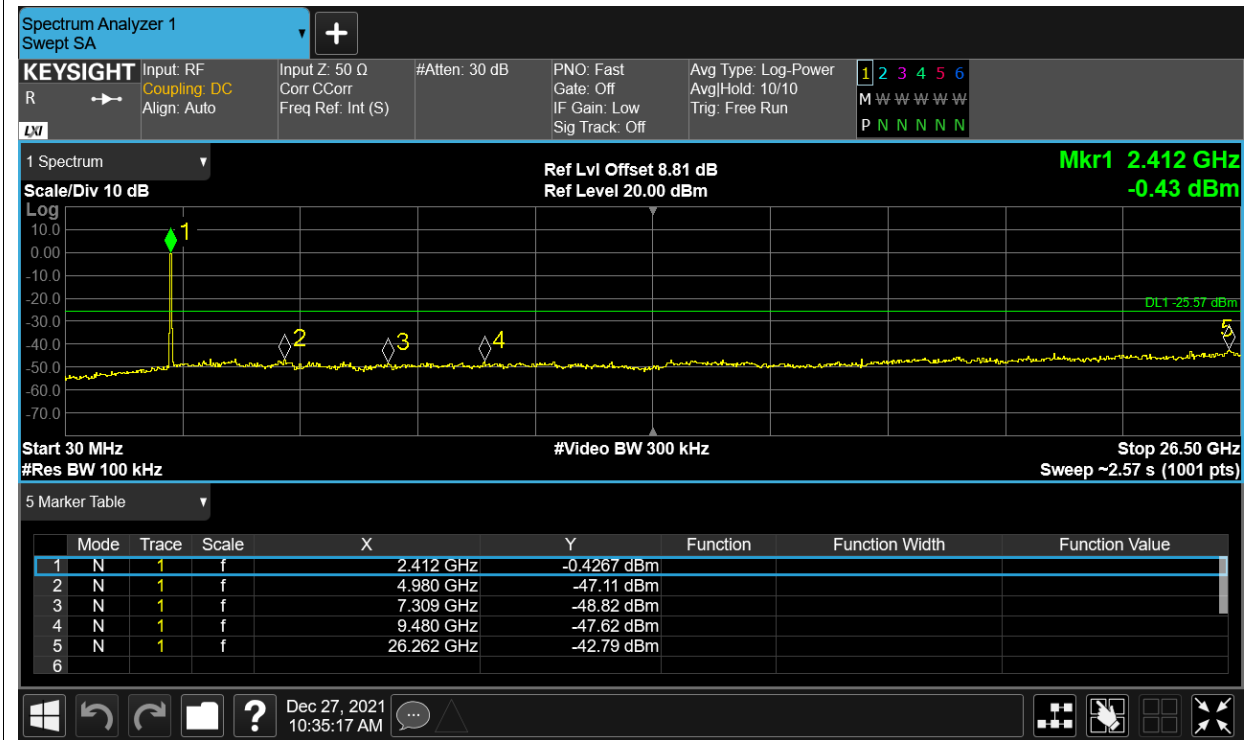 Spectrum Analyzer 1
Swept SA
KEYSIGHT Input: RF Input Z: 50 Ω #Atten: 30 dB PNO: Fast Avg Type: Log-Power 1 2 3 4 5 6
R Coupling: DC Corr CCorr Gate: Off Avg|Hold: 10/10 M W W W W W
Align: Auto Freq Ref: Int (S) IF Gain: Low Trig: Free Run P N N N N N
LXI Sig Track: Off
1 Spectrum Ref Lvl Offset 8.81 dB Mkr1 2.412 GHz
Scale/Div 10 dB Ref Level 20.00 dBm -0.43 dBm
Log
10.0 1
0.00
-10.0
-20.0 DL1 -25.57 dBm
-30.0
-40.0 2 3 4 5
-50.0
-60.0
-70.0
Start 30 MHz #Video BW 300 kHz Stop 26.50 GHz
#Res BW 100 kHz Sweep ~2.57 s (1001 pts)
5 Marker Table
Mode Trace Scale X Y Function Function Width Function Value
1 N 1 f 2.412 GHz -0.4267 dBm
2 N 1 f 4.980 GHz -47.11 dBm
3 N 1 f 7.309 GHz -48.82 dBm
4 N 1 f 9.480 GHz -47.62 dBm
5 N 1 f 26.262 GHz -42.79 dBm
6
? Dec 27, 2021
10:35:17 AM